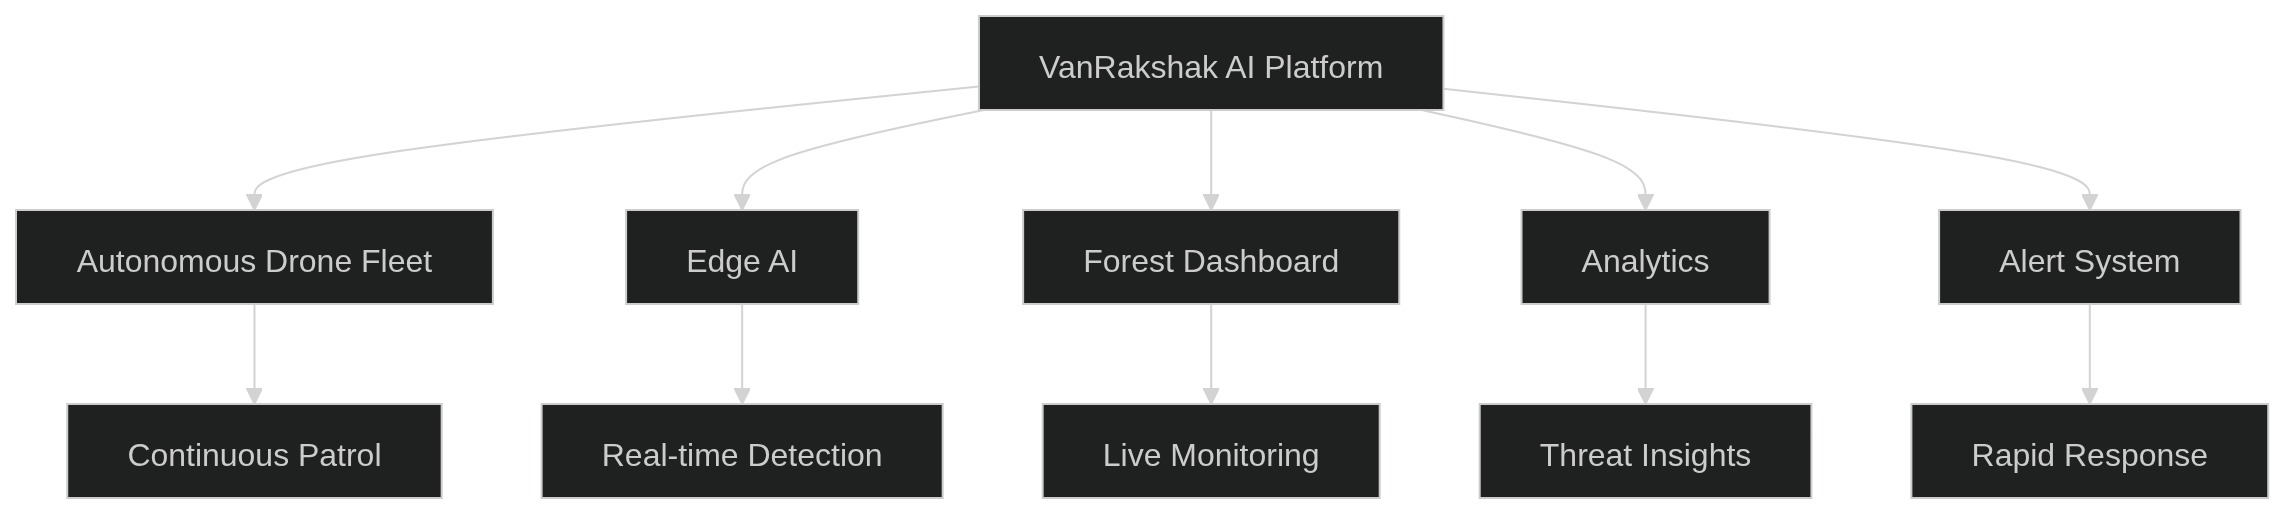 VanRakshak AI Platform
Autonomous Drone Fleet
Edge AI
Forest Dashboard
Analytics
Alert System
Continuous Patrol
Real-time Detection
Live Monitoring
Threat Insights
Rapid Response